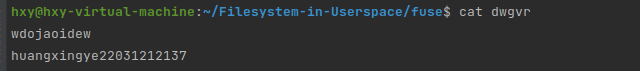 hxy@hxy-virtual-machine:~/Filesystem-in-Userspace/fuse$ cat dwgvr
wdojaoidew
huangxingye22031212137